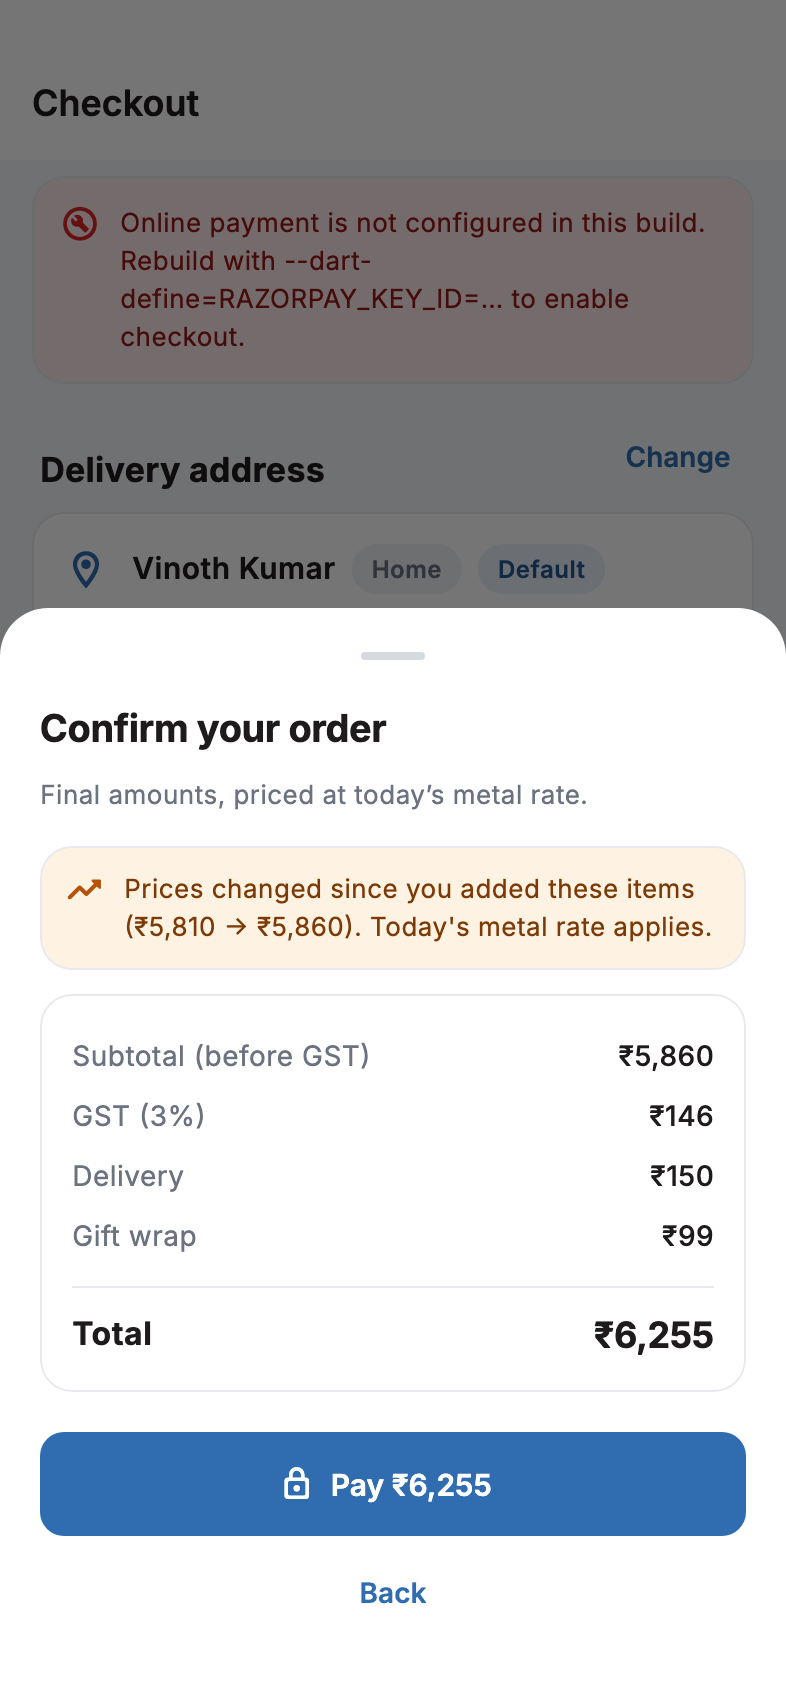 Checkout
Online payment is not configured in this build.
Rebuild with --dart-
define=RAZORPAY_KEY_ID=... to enable
checkout.
Delivery address
Change
Vinoth Kumar Home Default
Confirm your order
Final amounts, priced at today’s metal rate.
Prices changed since you added these items
(₹5,810 → ₹5,860). Today's metal rate applies.
Subtotal (before GST) ₹5,860
GST (3%) ₹146
Delivery ₹150
Gift wrap ₹99
Total ₹6,255
Pay ₹6,255
Back